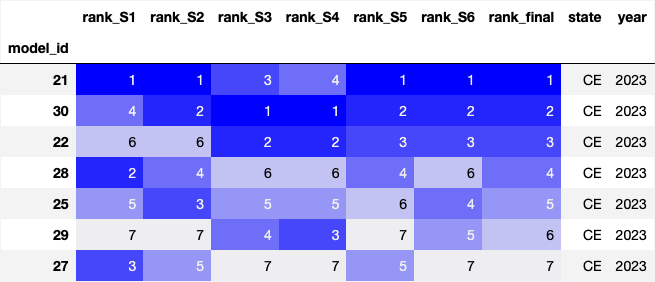 rank_S1 rank_S2 rank_S3 rank_S4 rank_S5 rank_S6 rank_final state year
model_id
21 1 1 3 4 1 1 1 CE 2023
30 4 2 1 1 2 2 2 CE 2023
22 6 6 2 2 3 3 3 CE 2023
28 2 4 6 6 4 6 4 CE 2023
25 5 3 5 5 6 4 5 CE 2023
29 7 7 4 3 7 5 6 CE 2023
27 3 5 7 7 5 7 7 CE 2023